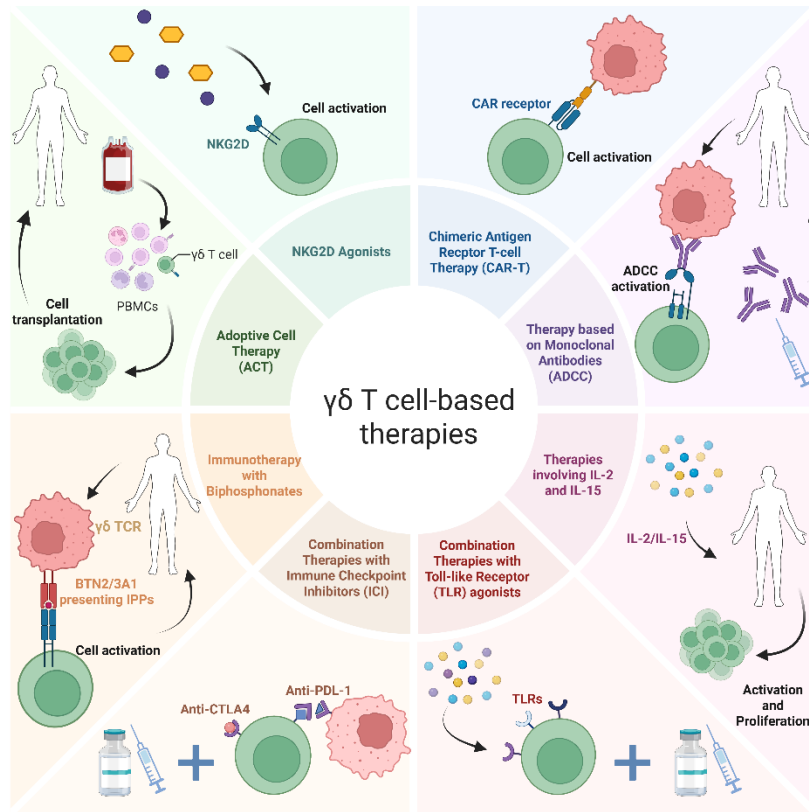 Cell activation
NKG2D
CAR receptor
Cell activation
γδ T cell
PBMCs
Cell
transplantation
ADCC
activation
NKG2D Agonists
Chimeric Antigen
Receptor T-cell
Therapy (CAR-T)
Adoptive Cell
Therapy
(ACT)
Therapy based
on Monoclonal
Antibodies
(ADCC)
γδ T cell-based
therapies
Immunotherapy
with
Biphosphonates
Therapies
involving IL-2
and IL-15
Combination
Therapies with
Immune Checkpoint
Inhibitors (ICI)
Combination
Therapies with
Toll-like Receptor
(TLR) agonists
γδ TCR
BTN2/3A1
presenting IPPs
Cell activation
IL-2/IL-15
Activation
and
Proliferation
Anti-CTLA4
Anti-PDL-1
TLRs